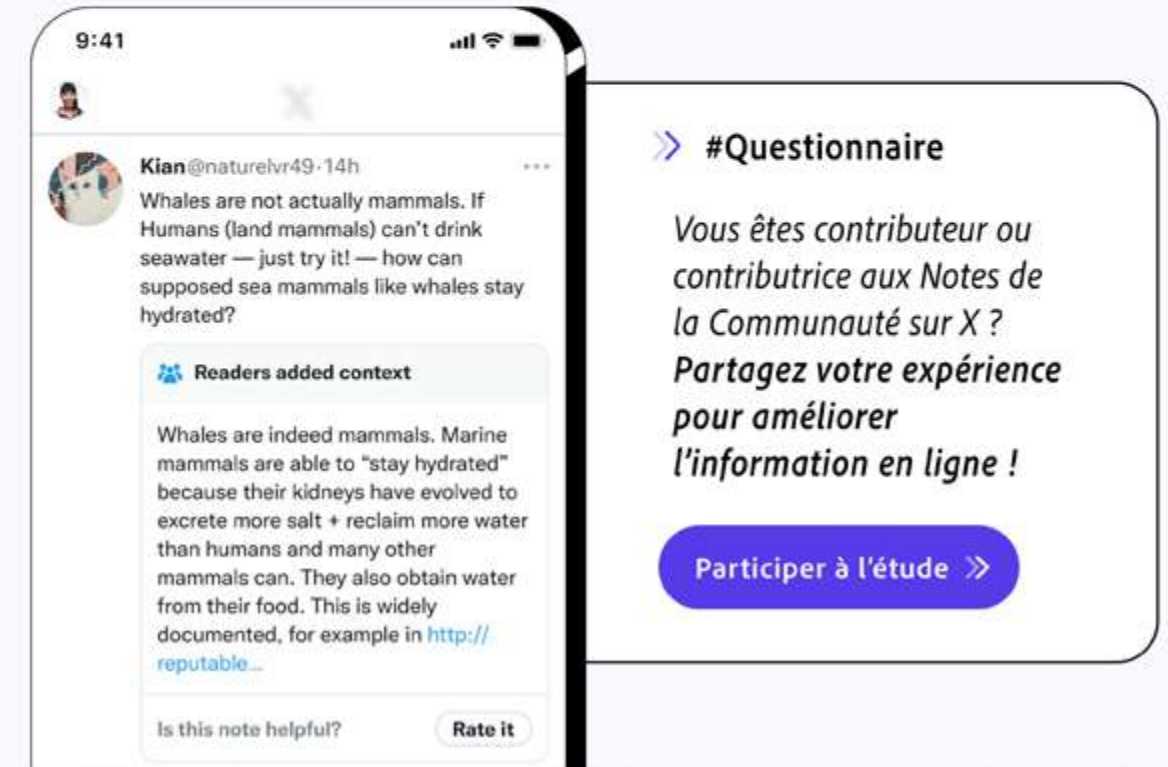 9:41
X
Kian@naturelvr49·14h
Whales are not actually mammals. If
Humans (land mammals) can't drink
seawater — just try it! — how can
supposed sea mammals like whales stay
hydrated?
Readers added context
Whales are indeed mammals. Marine
mammals are able to “stay hydrated”
because their kidneys have evolved to
excrete more salt + reclaim more water
than humans and many other
mammals can. They also obtain water
from their food. This is widely
documented, for example in http://
reputable...
Is this note helpful?
Rate it
#Questionnaire
Vous êtes contributeur ou
contributrice aux Notes de
la Communauté sur X ?
Partagez votre expérience
pour améliorer
l'information en ligne !
Participer à l'étude